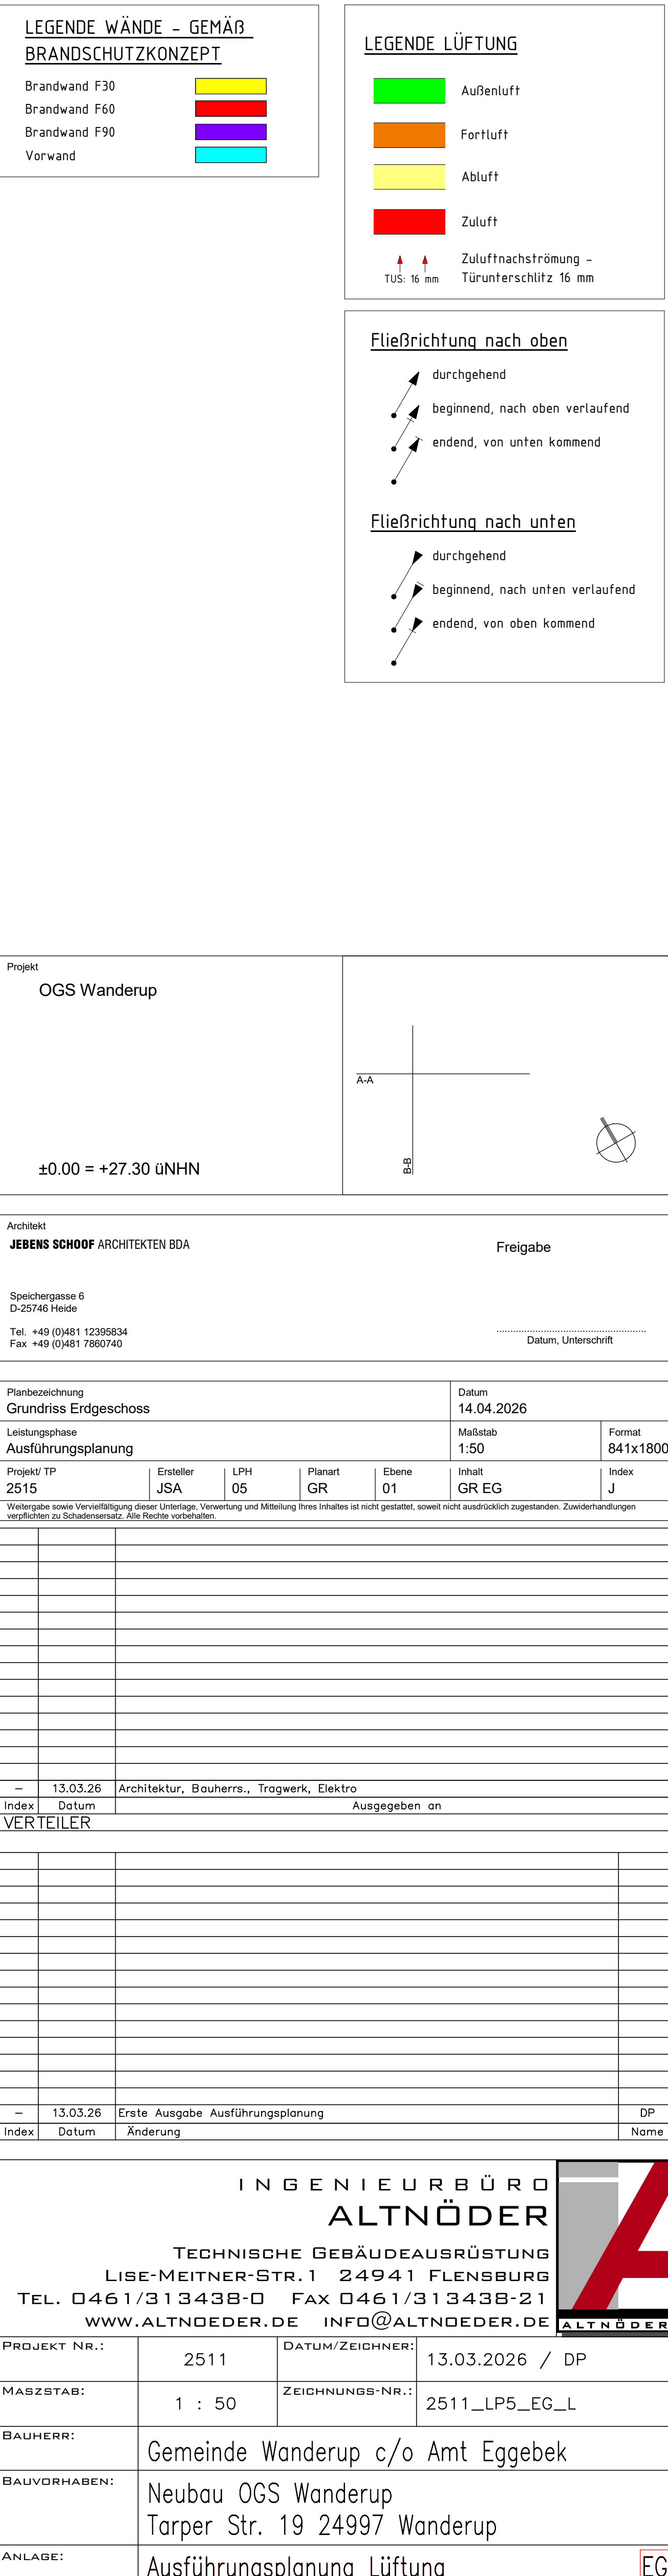 LEGENDE WÄNDE - GEMÄß
BRANDSCHUTZKONZEPT
Brandwand F30
Brandwand F60
Brandwand F90
Vorwand
LEGENDE LÜFTUNG
Außenluft
Fortluft
Abluft
Zuluft
TUS: 16 mm
Zuluftnachströmung -
Türunterschlitz 16 mm
Fließrichtung nach oben
durchgehend
beginnend, nach oben verlaufend
endend, von unten kommend
Fließrichtung nach unten
durchgehend
beginnend, nach unten verlaufend
endend, von oben kommend
Projekt
OGS Wanderup
±0.00 = +27.30 üNHN
A-A
B-B
Architekt
JEBENS SCHOOF ARCHITEKTEN BDA
Speichergasse 6
D-25746 Heide
Tel. +49 (0)481 12395834
Fax +49 (0)481 7860740
Freigabe
Datum, Unterschrift
Planbezeichnung
Grundriss Erdgeschoss
Datum
14.04.2026
Leistungsphase
Ausführungsplanung
Maßstab
1:50
Format
841x1800
Projekt/ TP
2515
Ersteller
JSA
LPH
05
Planart
GR
Ebene
01
Inhalt
GR EG
Index
J
Weitergabe sowie Vervielfältigung dieser Unterlage, Verwertung und Mitteilung Ihres Inhaltes ist nicht gestattet, soweit nicht ausdrücklich zugestanden. Zuwiderhandlungen
verpflichten zu Schadensersatz. Alle Rechte vorbehalten.
– 13.03.26 Architektur, Bauherrs., Tragwerk, Elektro
Index Datum Ausgegeben an
VERTEILER
– 13.03.26 Erste Ausgabe Ausführungsplanung DP
Index Datum Änderung Name
INGENIEURBÜRO
ALTNÖDER
TECHNISCHE GEBÄUDEAUSRÜSTUNG
LISE-MEITNER-STR.1 24941 FLENSBURG
TEL. 0461/313438-0 FAX 0461/313438-21
WWW.ALTNOEDER.DE INFO@ALTNOEDER.DE
ALTNÖDER
PROJEKT NR.:
2511
DATUM/ZEICHNER:
13.03.2026 / DP
MASZSTAB:
1 : 50
ZEICHNUNGS-NR.:
2511_LP5_EG_L
BAUHERR:
Gemeinde Wanderup c/o Amt Eggebek
BAUVORHABEN:
Neubau OGS Wanderup
Tarper Str. 19 24997 Wanderup
ANLAGE:
Ausführungsplanung Lüftung
EG